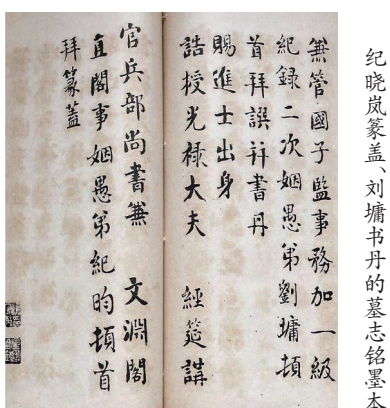 纪晓岚篆盖、刘墉书丹的墓志铭墨本
兼管國子監事務加一級
紀録二次姻愚弟劉墉頓
首拜譔并書丹
賜進士出身
誥授光禄大夫 經筵講
官兵部尚書兼 文淵閣
直閣事姻愚弟紀昀頓首
拜篆蓋